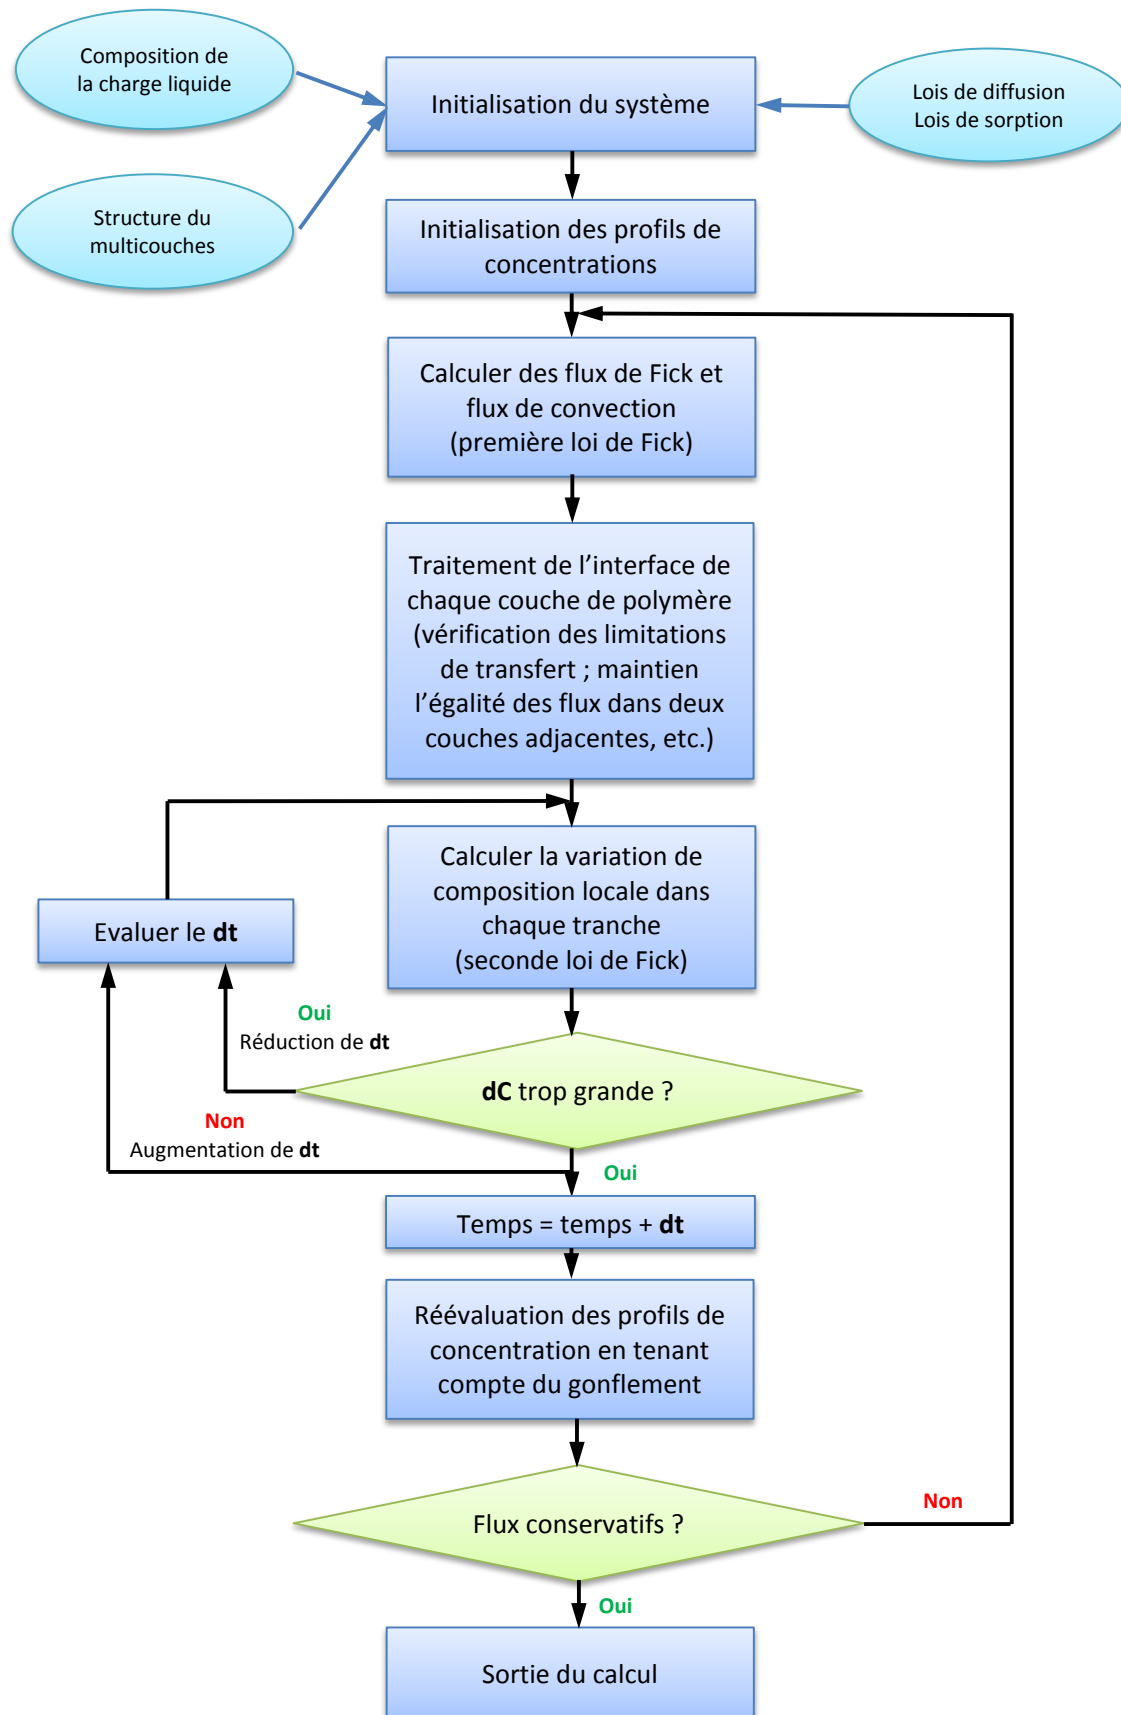 Composition de
la charge liquide
Initialisation du système
Lois de diffusion
Lois de sorption
Structure du
multicouches
Initialisation des profils de
concentrations
Calculer des flux de Fick et
flux de convection
(première loi de Fick)
Traitement de l’interface de
chaque couche de polymère
(vérification des limitations
de transfert ; maintien
l’égalité des flux dans deux
couches adjacentes, etc.)
Calculer la variation de
composition locale dans
chaque tranche
(seconde loi de Fick)
Evaluer le dt
Oui
Réduction de dt
dC trop grande ?
Non
Augmentation de dt
Oui
Temps = temps + dt
Réévaluation des profils de
concentration en tenant
compte du gonflement
Flux conservatifs ?
Non
Oui
Sortie du calcul